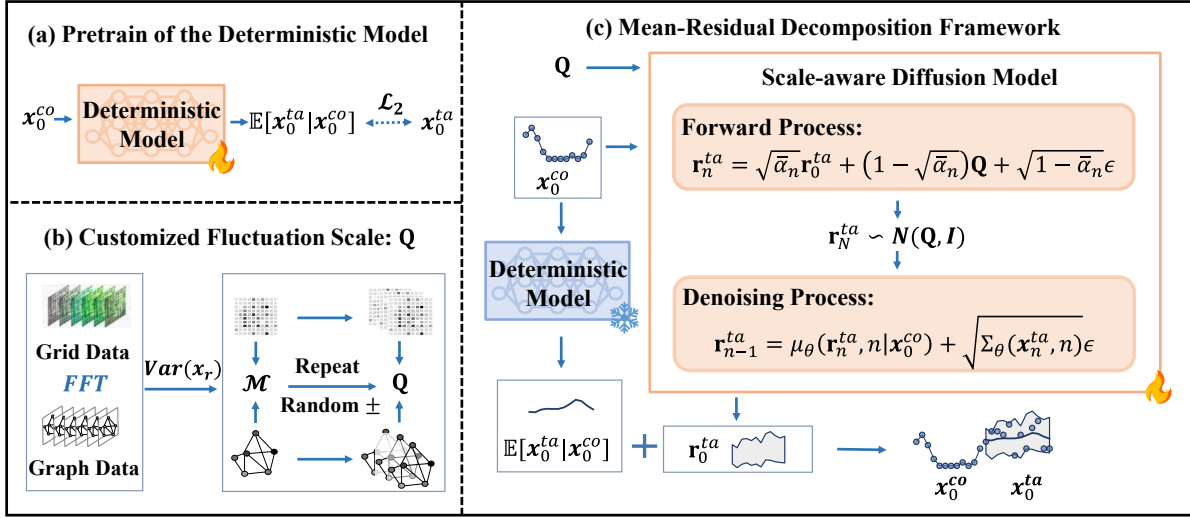 (a) Pretrain of the Deterministic Model
x_0^{co}
Deterministic
Model
𝔼[x_0^{ta}|x_0^{co}]
ℒ_2
x_0^{ta}
(b) Customized Fluctuation Scale: Q
Grid Data
FFT
Graph Data
Var(x_r)
ℳ
Repeat
Random ±
Q
(c) Mean-Residual Decomposition Framework
Q
x_0^{co}
Deterministic
Model
𝔼[x_0^{ta}|x_0^{co}]
+
r_0^{ta}
Scale-aware Diffusion Model
Forward Process:
r_n^{ta} = √(ᾱ_n) r_0^{ta} + (1 − √(ᾱ_n))Q + √(1 − ᾱ_n) ϵ
r_N^{ta} ∽ N(Q, I)
Denoising Process:
r_{n−1}^{ta} = μ_θ(r_n^{ta}, n|x_0^{co}) + √(Σ_θ(x_n^{ta}, n)) ϵ
x_0^{co}
x_0^{ta}